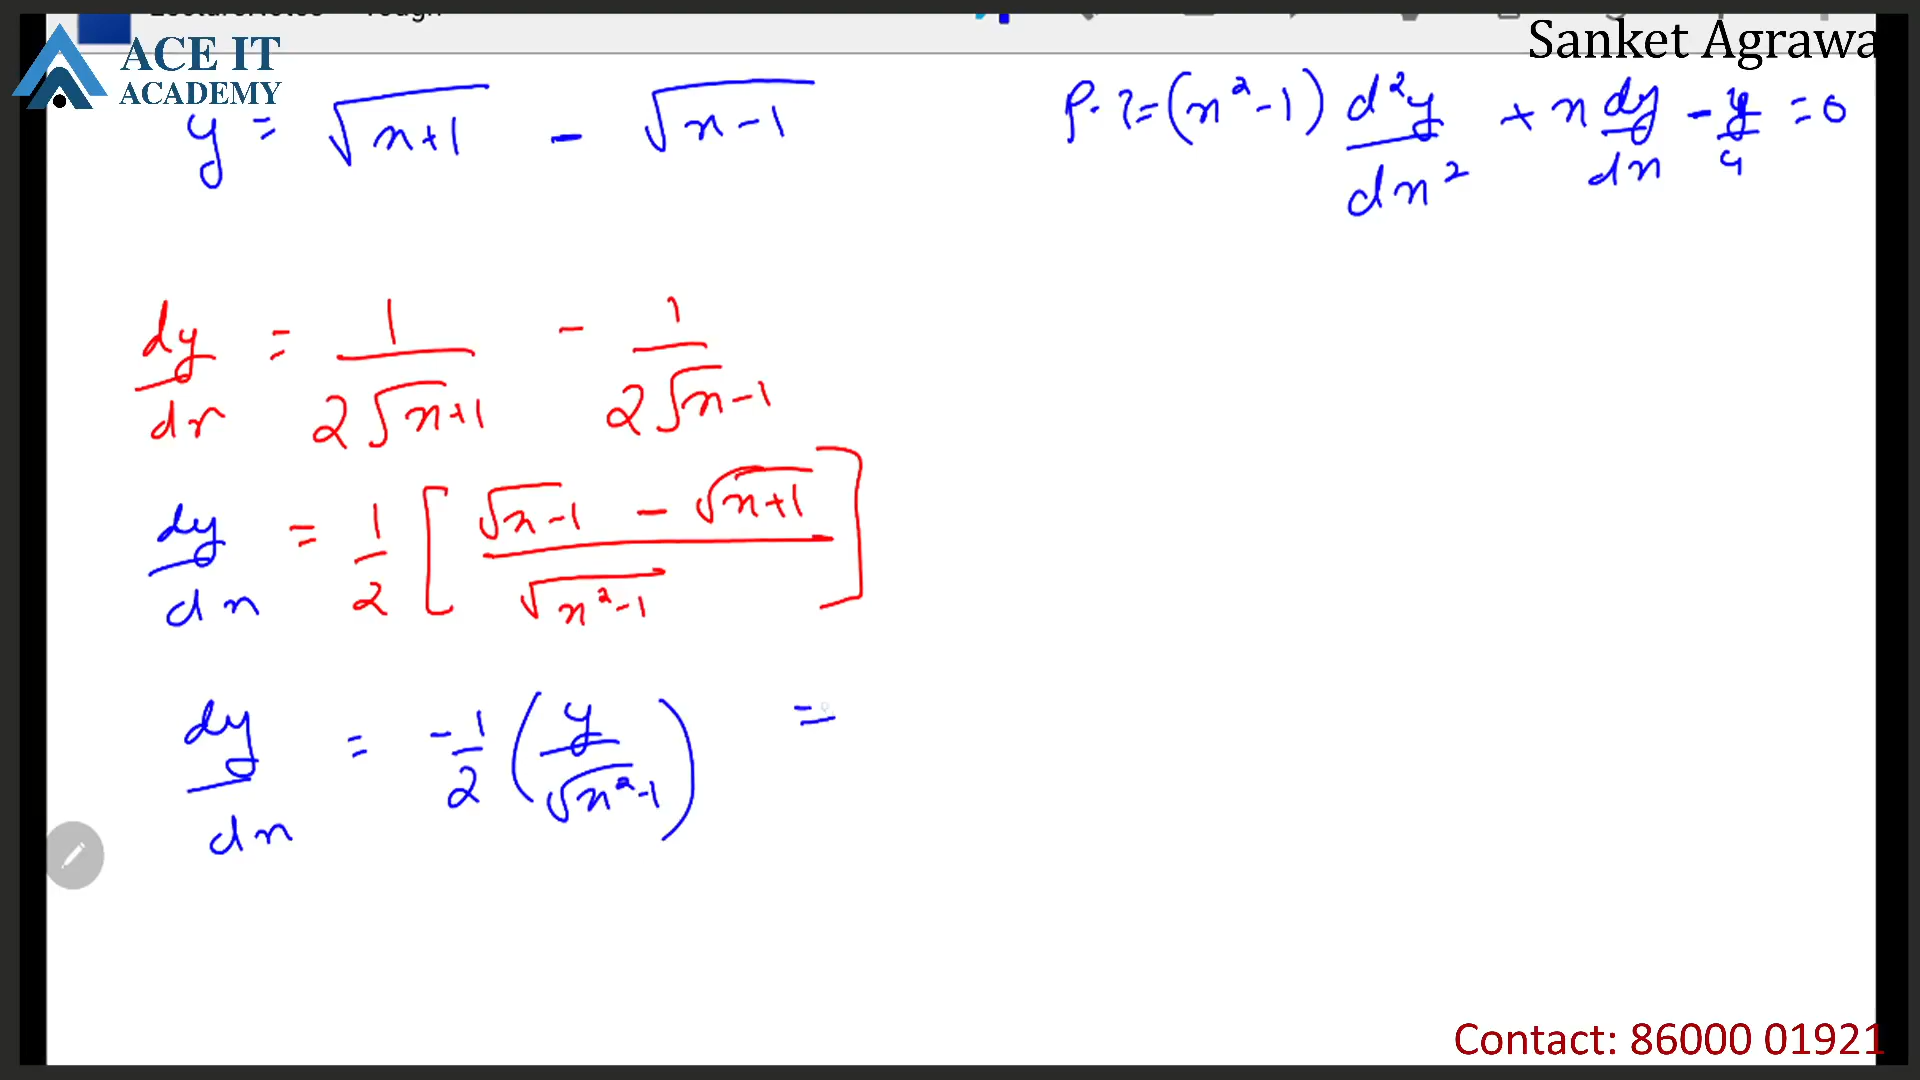 Sanket Agrawa
ACE IT
ACADEMY
y = √(x+1) - √(x-1)
P.T = (x²-1) d²y/dx² + x dy/dx - y/4 = 0
dy/dx = 1/(2√(x+1)) - 1/(2√(x-1))
dy/dx = 1/2 [ (√(x-1) - √(x+1)) / √(x²-1) ]
dy/dx = -1/2 ( y / √(x²-1) ) =
Contact: 86000 01921